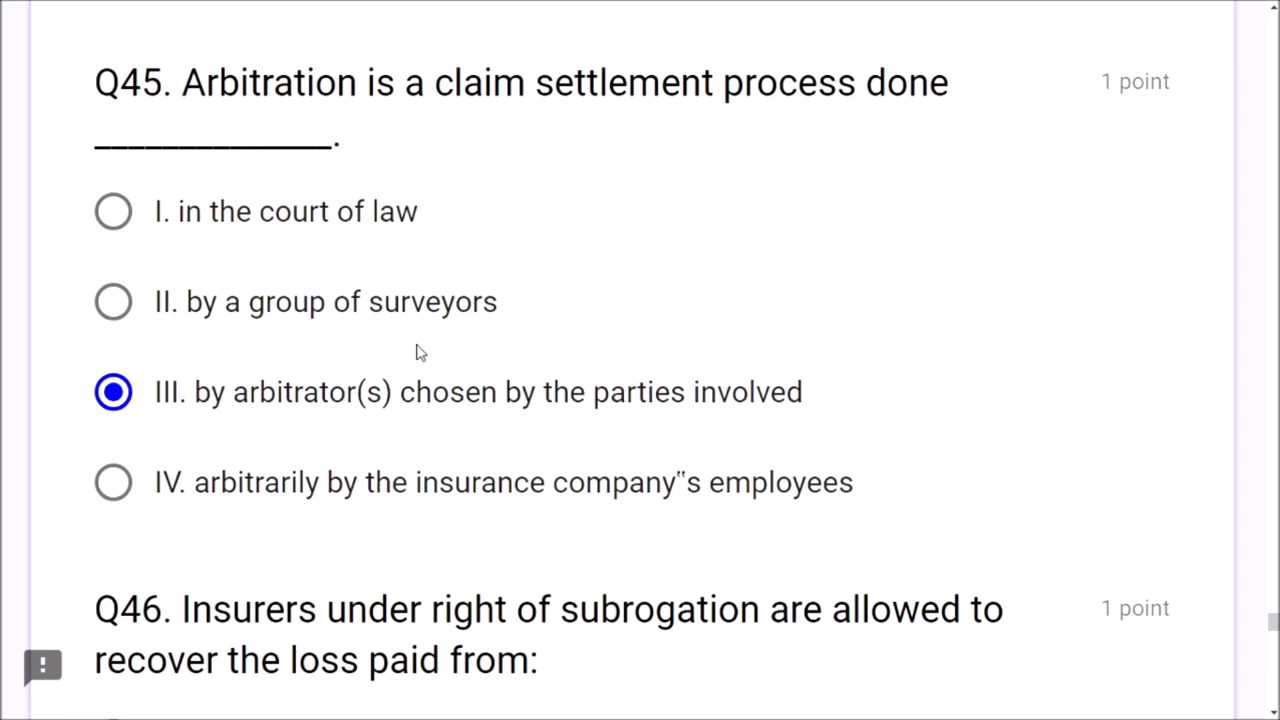 Q45. Arbitration is a claim settlement process done
1 point
______________.
I. in the court of law
II. by a group of surveyors
III. by arbitrator(s) chosen by the parties involved
IV. arbitrarily by the insurance company‟s employees
Q46. Insurers under right of subrogation are allowed to
1 point
recover the loss paid from: